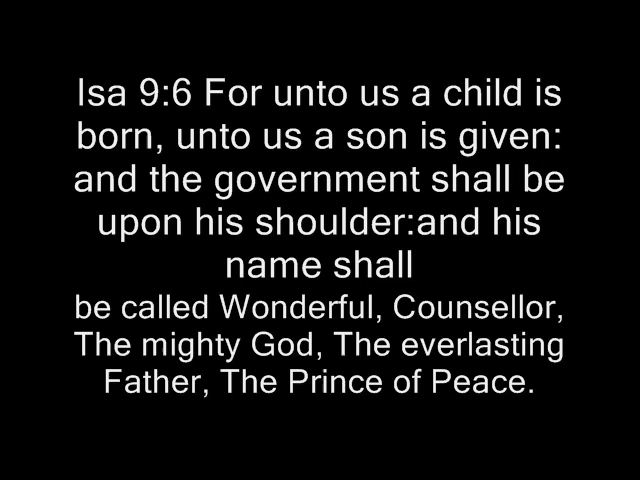 Isa 9:6 For unto us a child is
born, unto us a son is given:
and the government shall be
upon his shoulder:and his
name shall
be called Wonderful, Counsellor,
The mighty God, The everlasting
Father, The Prince of Peace.